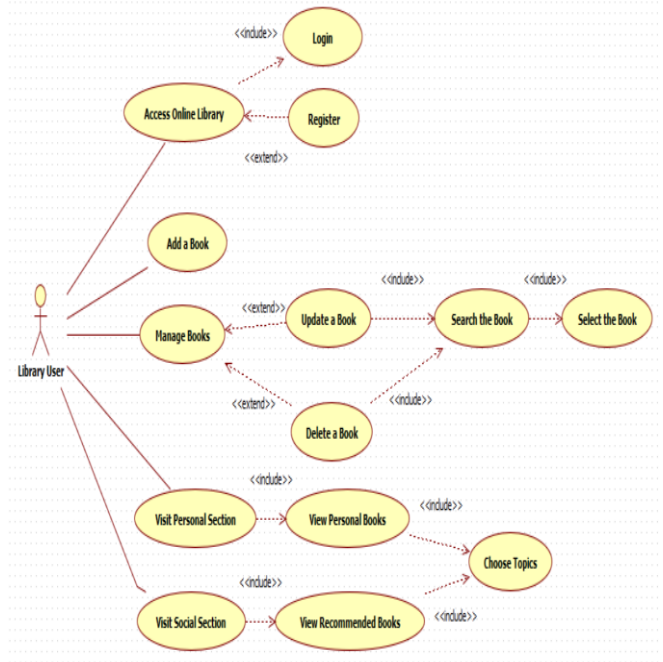 <<include>>
Login
Access Online Library
Register
<<extend>>
Add a Book
Library User
Manage Books
<<extend>>
Update a Book
<<include>>
Search the Book
<<include>>
Select the Book
<<extend>>
Delete a Book
<<include>>
Visit Personal Section
<<include>>
View Personal Books
<<include>>
Choose Topics
Visit Social Section
<<include>>
View Recommended Books
<<include>>